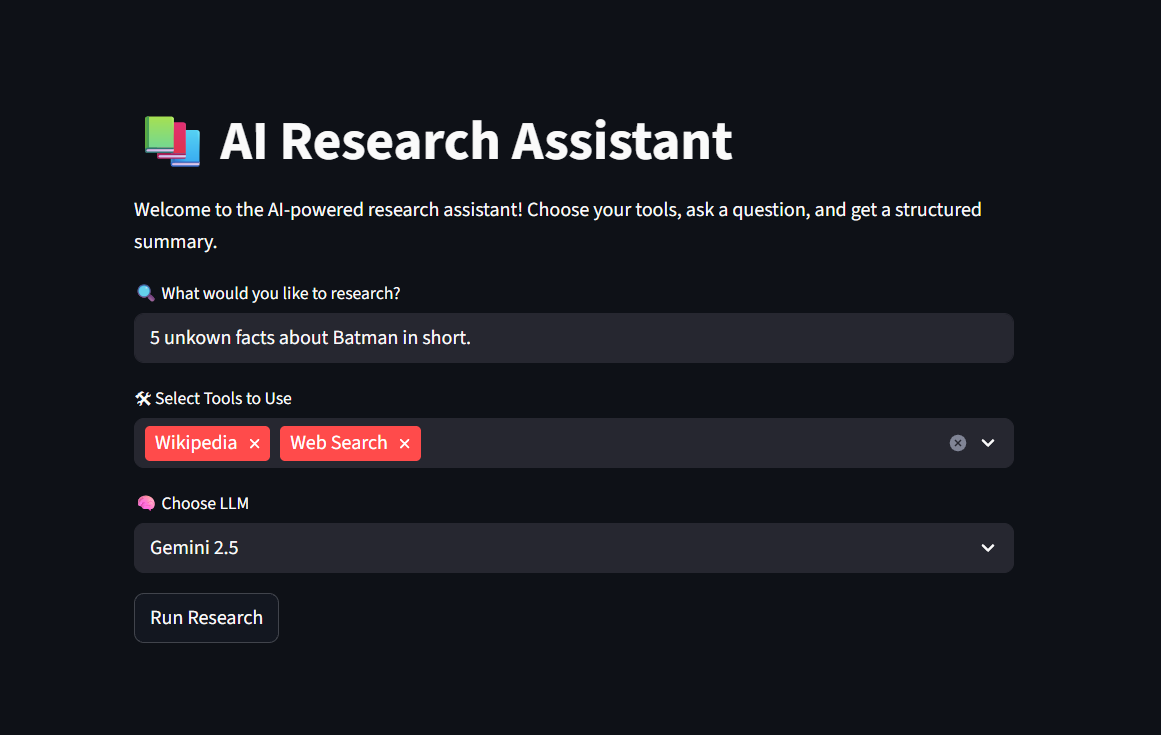 AI Research Assistant
Welcome to the AI-powered research assistant! Choose your tools, ask a question, and get a structured
summary.
What would you like to research?
5 unkown facts about Batman in short.
Select Tools to Use
Wikipedia × Web Search ×
Choose LLM
Gemini 2.5
Run Research